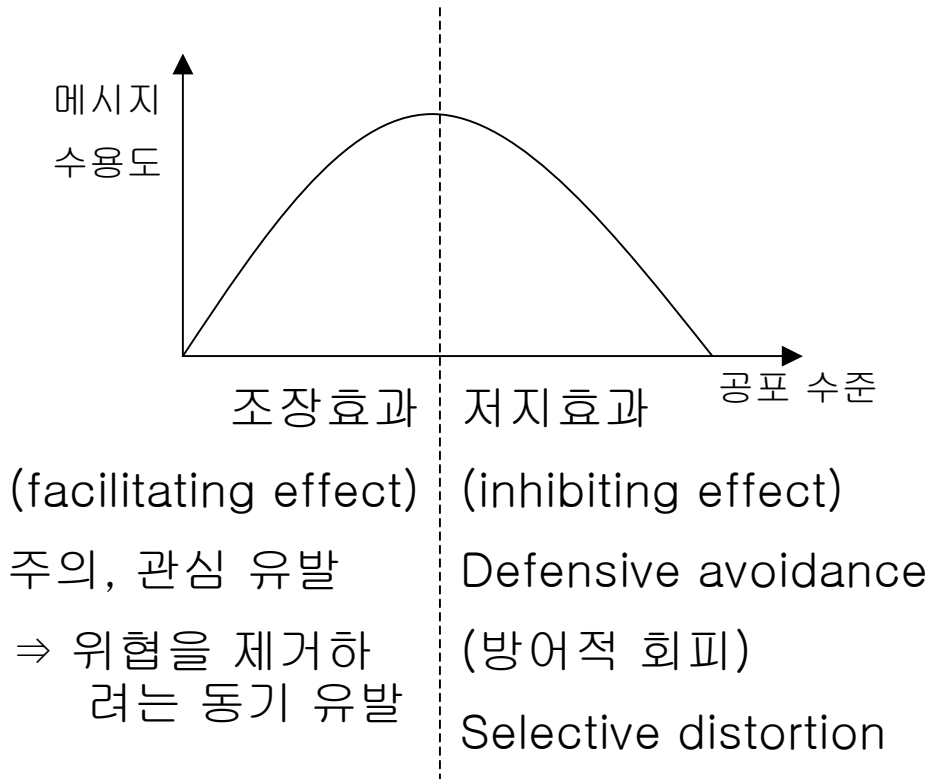 메시지
수용도
공포 수준
조장효과
(facilitating effect)
주의, 관심 유발
⇒ 위협을 제거하
려는 동기 유발
저지효과
(inhibiting effect)
Defensive avoidance
(방어적 회피)
Selective distortion